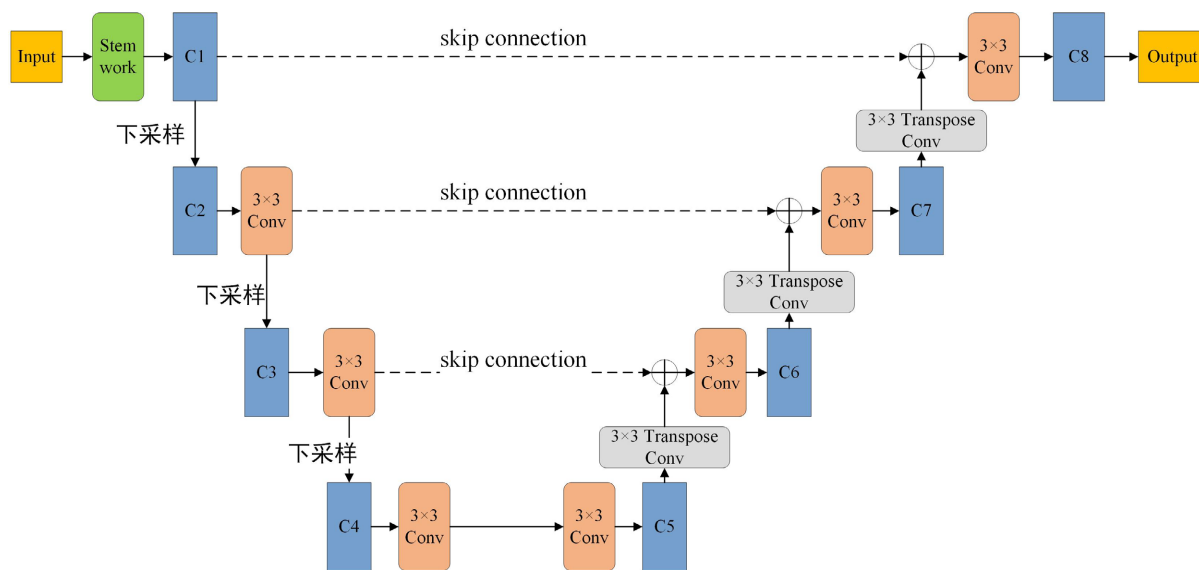 Input
Stem
work
C1
skip connection
3×3
Conv
C8
Output
下采样
3×3 Transpose
Conv
C2
3×3
Conv
skip connection
3×3
Conv
C7
下采样
3×3 Transpose
Conv
C3
3×3
Conv
skip connection
3×3
Conv
C6
下采样
3×3 Transpose
Conv
C4
3×3
Conv
3×3
Conv
C5